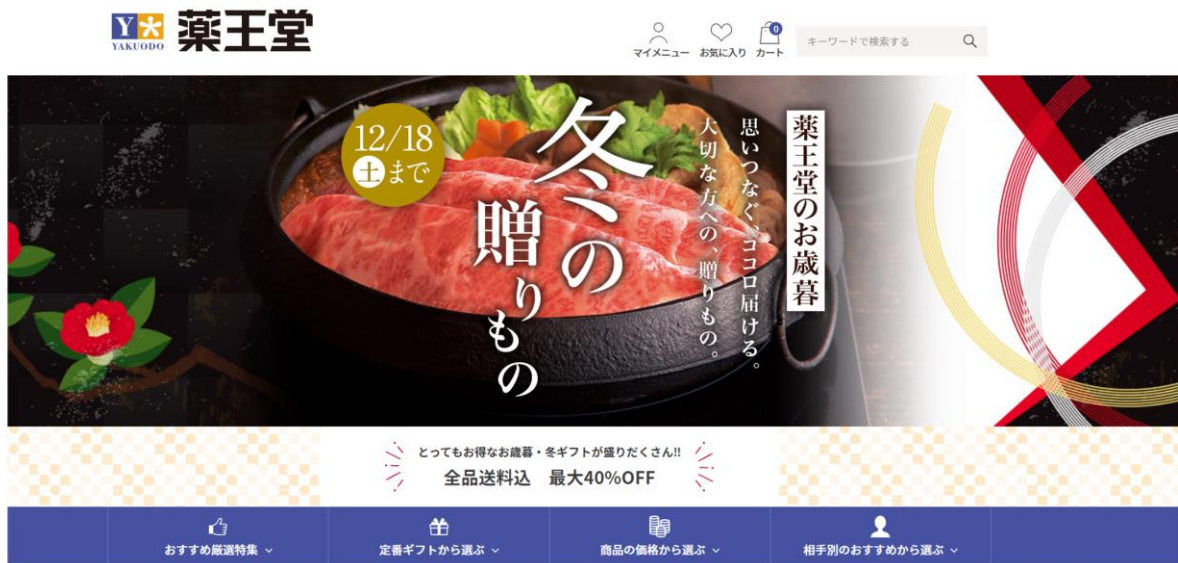 Y
YAKUODO
薬王堂
マイメニュー
お気に入り
0
カート
キーワードで検索する
12/18
土まで
冬の
贈りもの
薬王堂のお歳暮
思いつなぐ、ココロ届ける。
大切な方への、贈りもの。
とってもお得なお歳暮・冬ギフトが盛りだくさん!!
全品送料込 最大40%OFF
おすすめ厳選特集
定番ギフトから選ぶ
商品の価格から選ぶ
相手別のおすすめから選ぶ